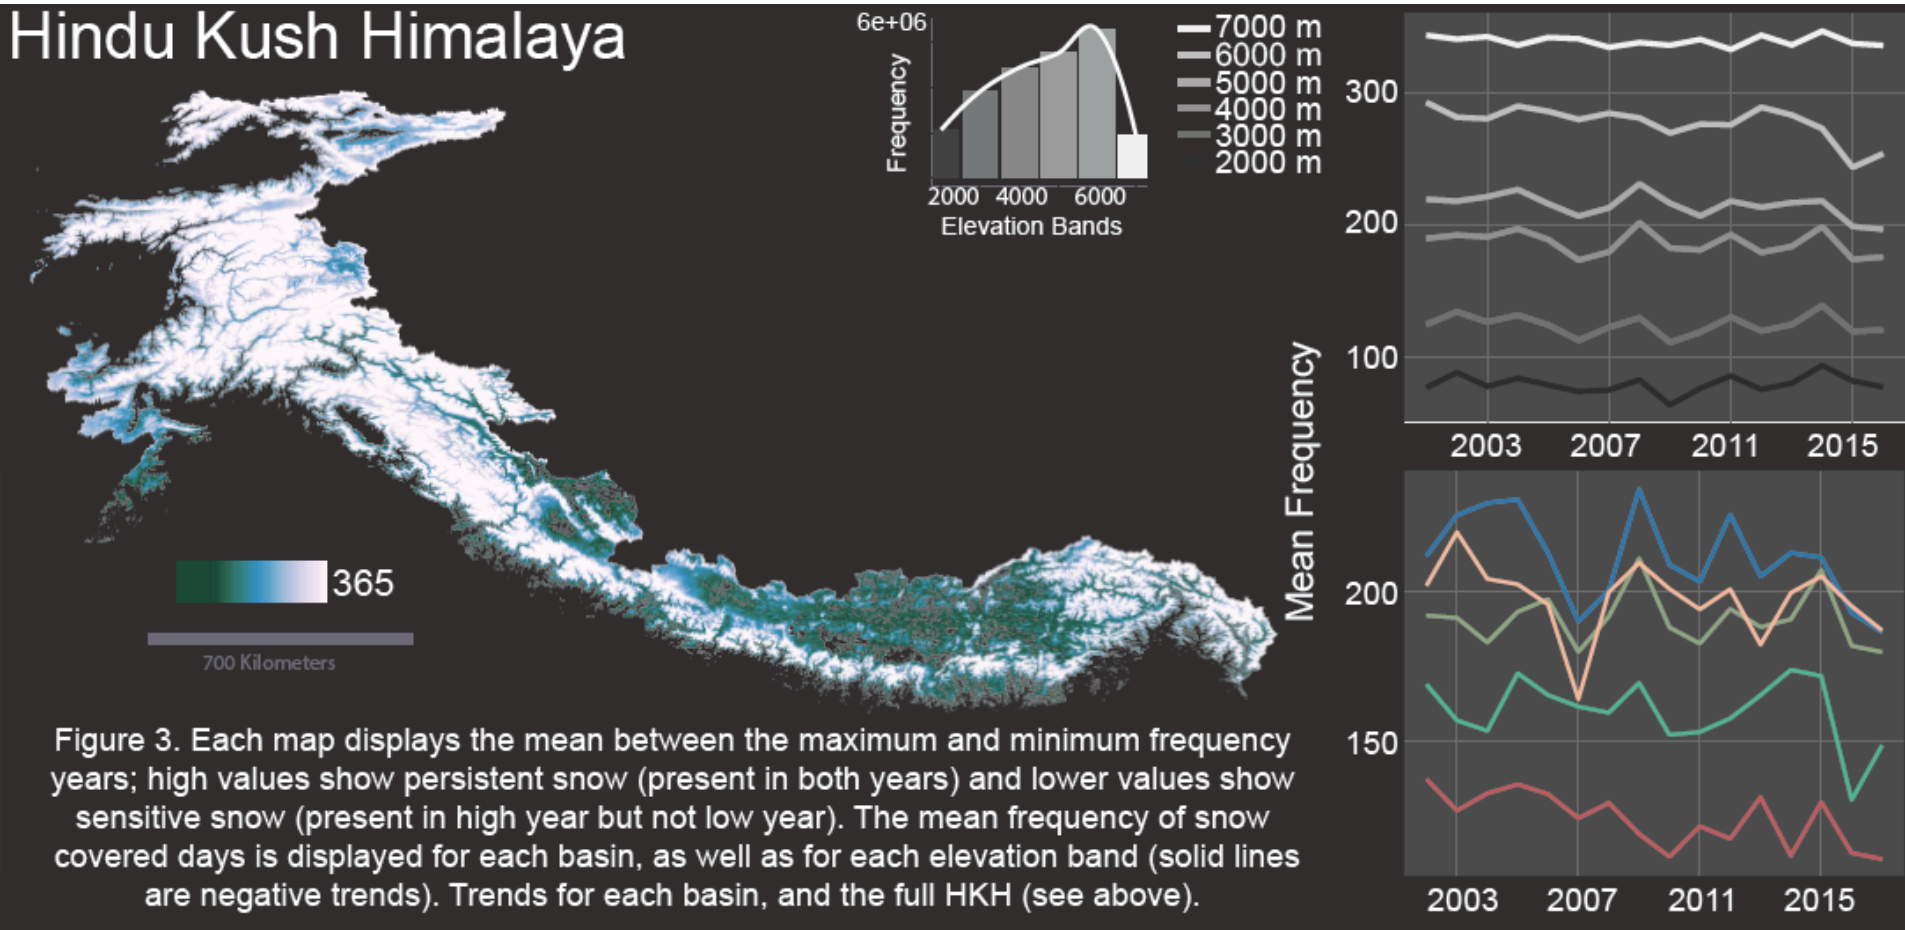 Hindu Kush Himalaya
6e+06
Frequency
2000 4000 6000
Elevation Bands
7000 m
6000 m
5000 m
4000 m
3000 m
2000 m
300
200
100
2003 2007 2011 2015
Mean Frequency
200
150
2003 2007 2011 2015
365
700 Kilometers
Figure 3. Each map displays the mean between the maximum and minimum frequency
years; high values show persistent snow (present in both years) and lower values show
sensitive snow (present in high year but not low year). The mean frequency of snow
covered days is displayed for each basin, as well as for each elevation band (solid lines
are negative trends). Trends for each basin, and the full HKH (see above).